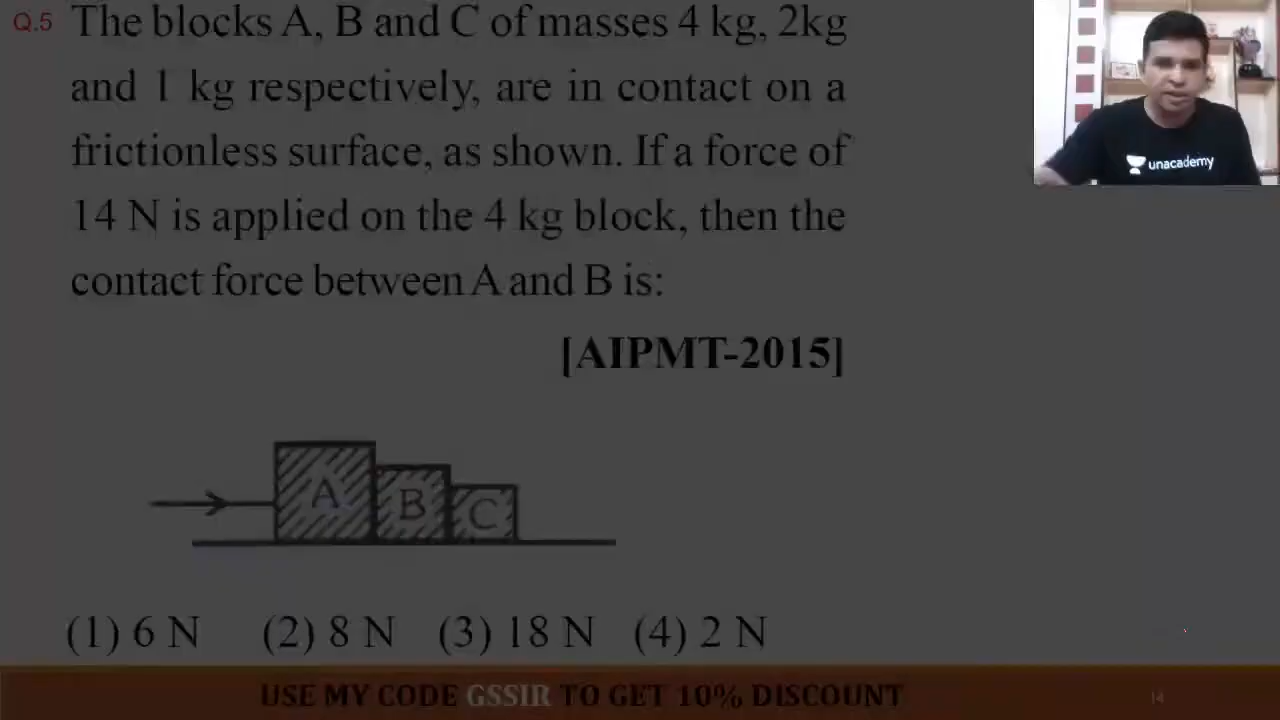 Q.5 The blocks A, B and C of masses 4 kg, 2kg
and 1 kg respectively, are in contact on a
frictionless surface, as shown. If a force of
14 N is applied on the 4 kg block, then the
contact force between A and B is:
[AIPMT-2015]
unacademy
A B C
(1) 6 N (2) 8 N (3) 18 N (4) 2 N
USE MY CODE GSSIR TO GET 10% DISCOUNT
14